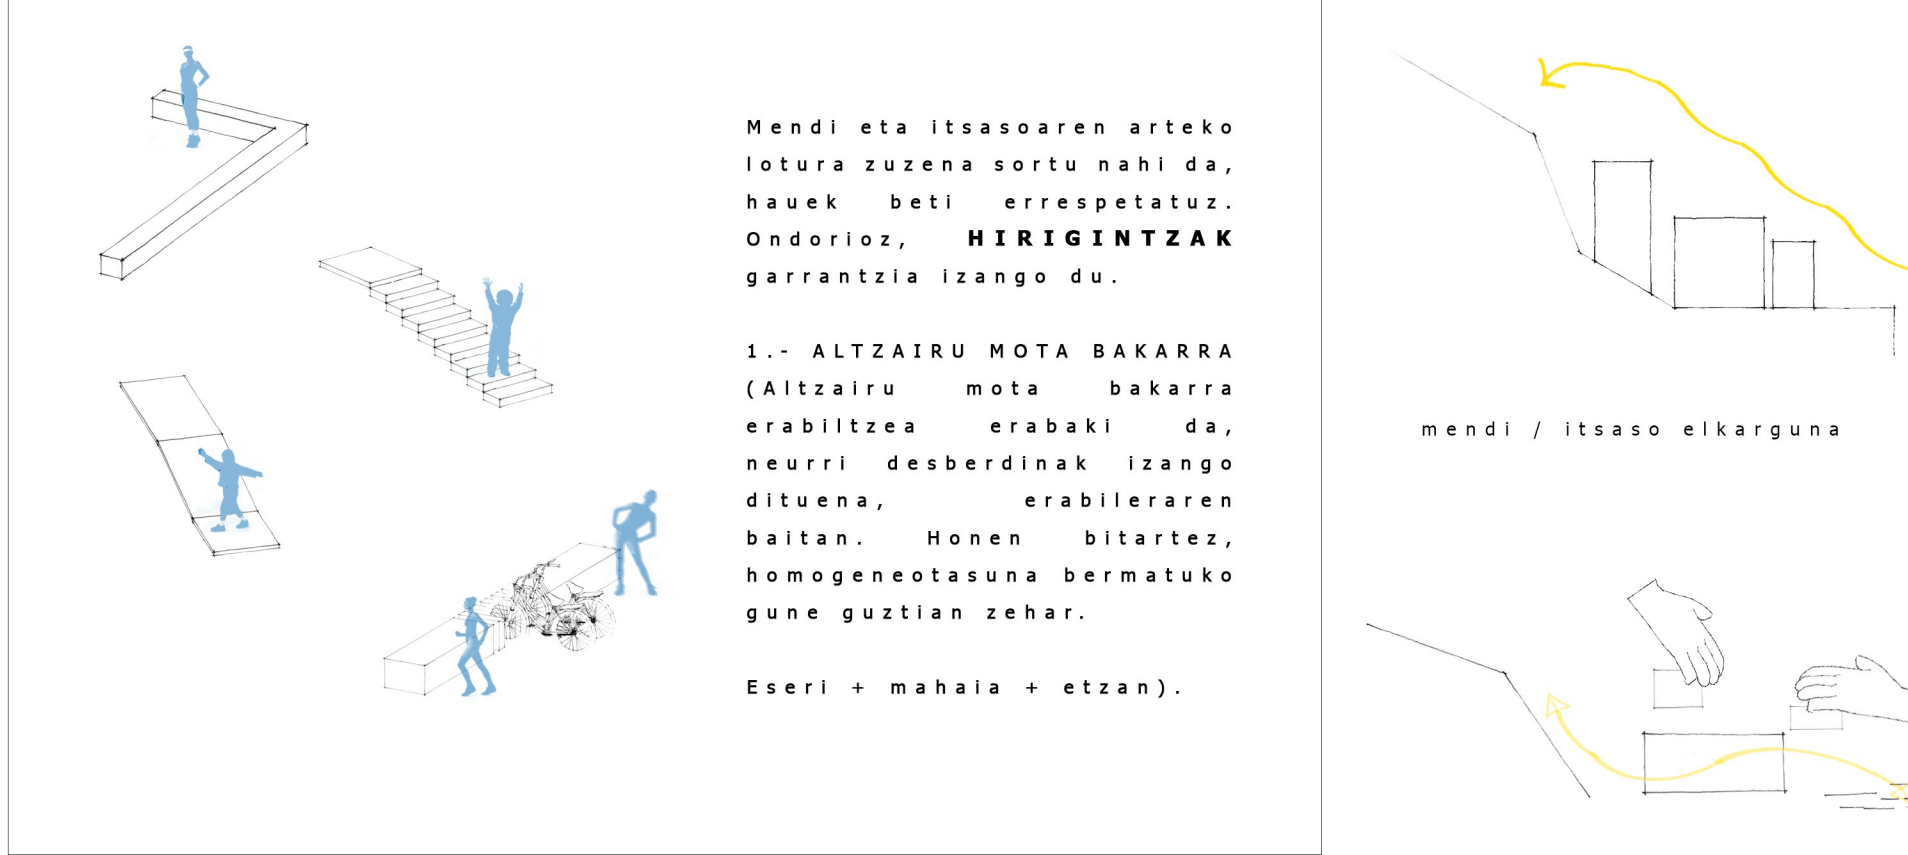 Mendi eta itsasoaren arteko
lotura zuzena sortu nahi da,
hauek beti errespetatuz.
Ondorioz, HIRIGINTZAK
garrantzia izango du.
1.- ALTZAIRU MOTA BAKARRA
(Altzairu mota bakarra
erabiltzea erabaki da,
neurri desberdinak izango
dituena, erabileraren
baitan. Honen bitartez,
homogeneotasuna bermatuko
gune guztian zehar.
Eseri + mahaia + etzan).
mendi / itsaso elkarguna